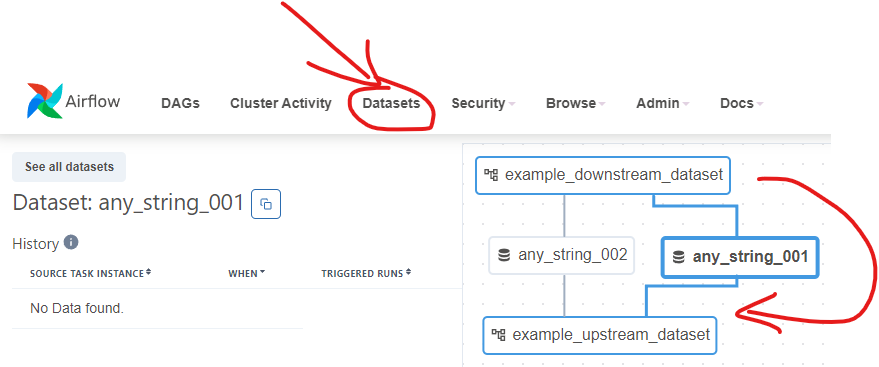 Airflow DAGs Cluster Activity Datasets Security Browse Admin Docs
See all datasets
Dataset: any_string_001
History
SOURCE TASK INSTANCE WHEN TRIGGERED RUNS
No Data found.
example_downstream_dataset
any_string_002 any_string_001
example_upstream_dataset